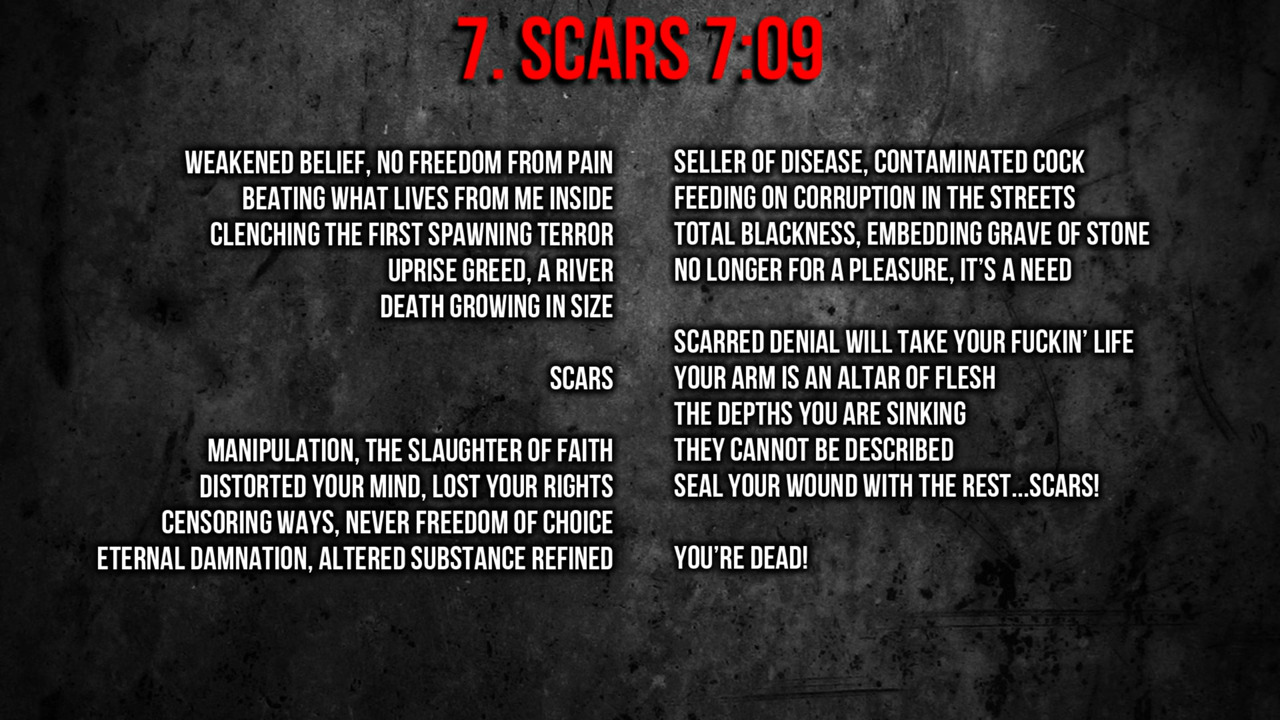 7. SCARS 7:09
WEAKENED BELIEF, NO FREEDOM FROM PAIN
BEATING WHAT LIVES FROM ME INSIDE
CLENCHING THE FIRST SPAWNING TERROR
UPRISE GREED, A RIVER
DEATH GROWING IN SIZE
SCARS
MANIPULATION, THE SLAUGHTER OF FAITH
DISTORTED YOUR MIND, LOST YOUR RIGHTS
CENSORING WAYS, NEVER FREEDOM OF CHOICE
ETERNAL DAMNATION, ALTERED SUBSTANCE REFINED
SELLER OF DISEASE, CONTAMINATED COCK
FEEDING ON CORRUPTION IN THE STREETS
TOTAL BLACKNESS, EMBEDDING GRAVE OF STONE
NO LONGER FOR A PLEASURE, IT'S A NEED
SCARRED DENIAL WILL TAKE YOUR FUCKIN' LIFE
YOUR ARM IS AN ALTAR OF FLESH
THE DEPTHS YOU ARE SINKING
THEY CANNOT BE DESCRIBED
SEAL YOUR WOUND WITH THE REST...SCARS!
YOU'RE DEAD!